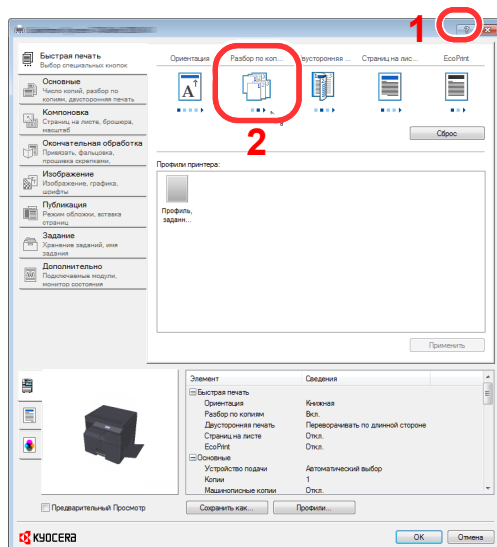 1
?
Быстрая печать
Выбор специальных кнопок
Основные
Число копий, разбор по
копиям, двусторонняя печать
Компоновка
Страниц на листе, брошюра,
масштаб
Окончательная обработка
Привязать, фальцовка,
прошивка скрепками,
Изображение
Изображение, графика,
шрифты
Публикация
Режим обложки, вставка
страниц
Задание
Хранение заданий, имя
задания
Дополнительно
Подключаемые модули,
монитор состояния
Ориентация
Разбор по коп...
Двусторонняя ...
Страниц на лис...
EcoPrint
A
2
Сброс
Профили принтера:
Профиль,
заданн...
Применить
Элемент Сведения
Быстрая печать
Ориентация Книжная
Разбор по копиям Вкл.
Двусторонняя печать Переворачивать по длинной стороне
Страниц на листе Откл.
EcoPrint Откл.
Основные
Устройство подачи Автоматический выбор
Копии 1
Машинописные копии Откл.
Предварительный Просмотр
Сохранить как...
Профили...
KYOCERA
OK
Отмена